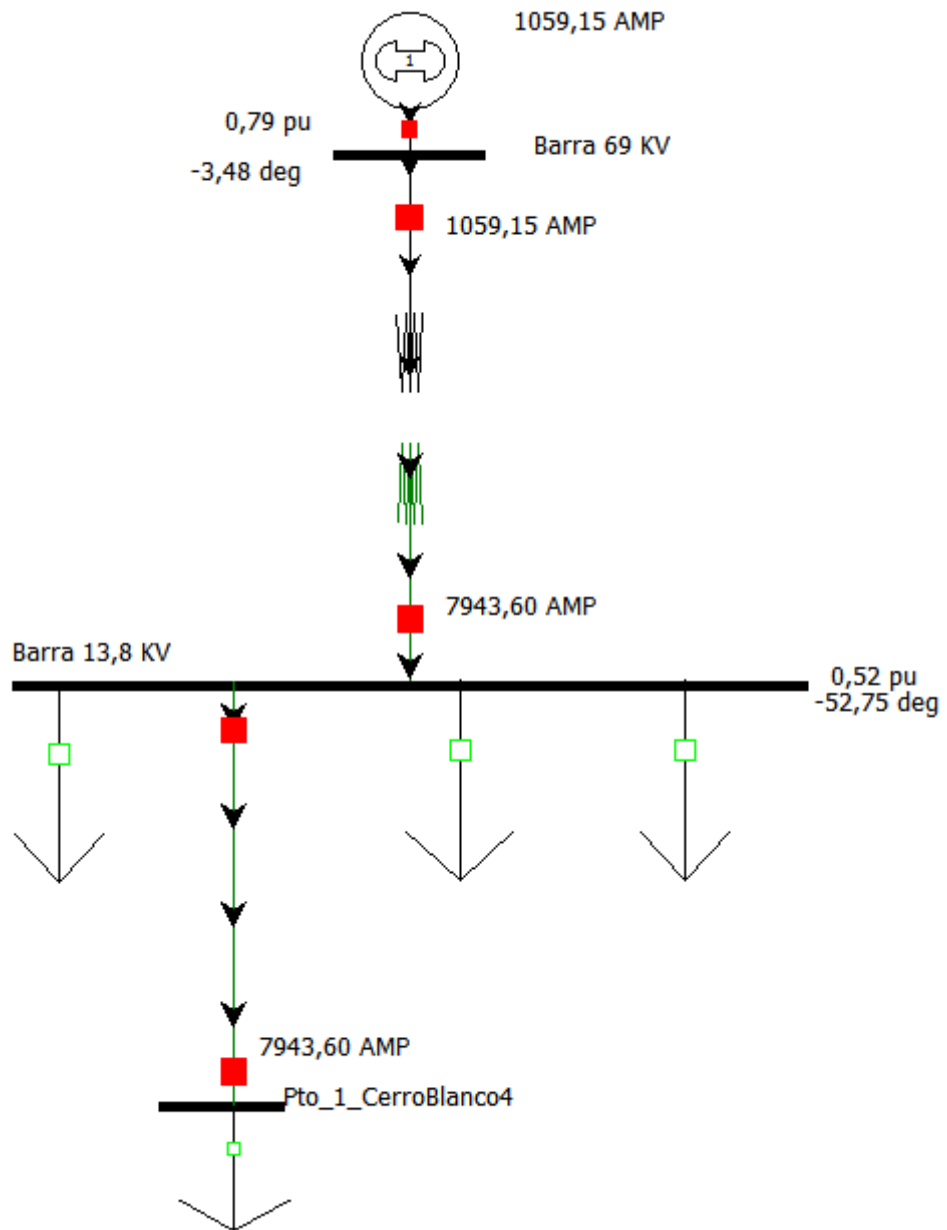 1059,15 AMP
1
0,79 pu
Barra 69 KV
-3,48 deg
1059,15 AMP
7943,60 AMP
Barra 13,8 KV
0,52 pu
-52,75 deg
7943,60 AMP
Pto_1_CerroBlanco4